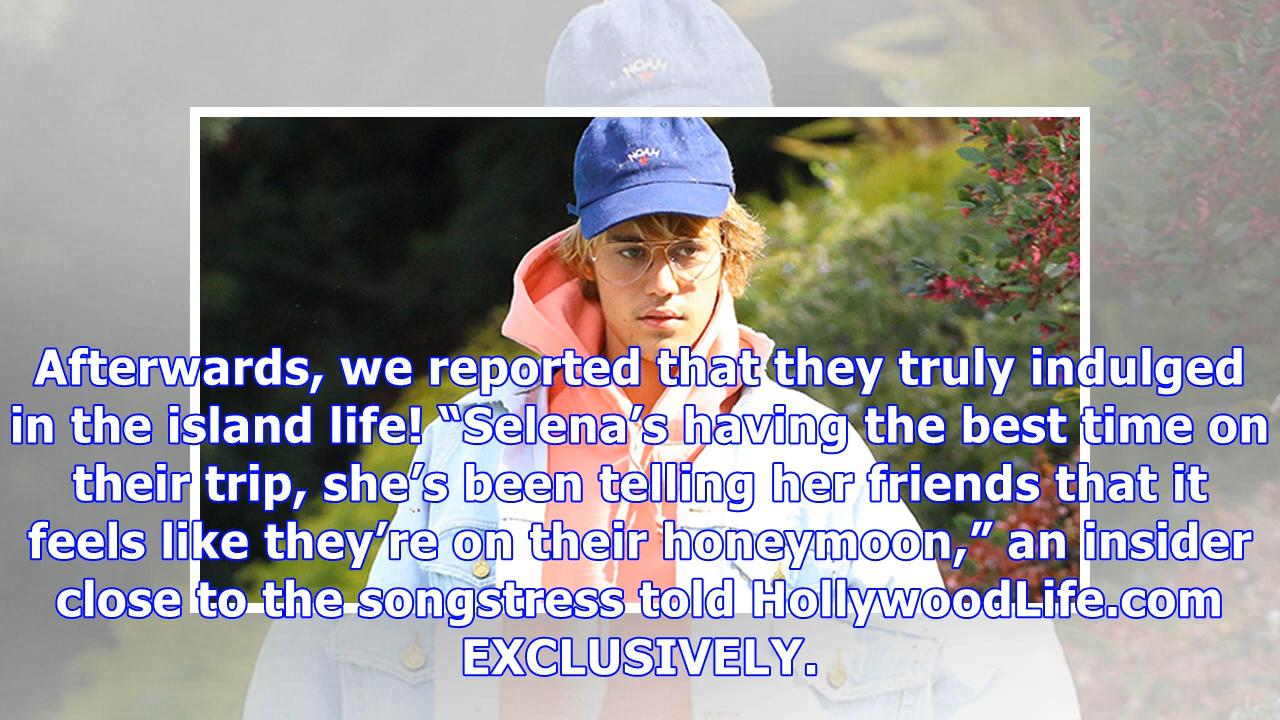 NOAH
NOAH
Afterwards, we reported that they truly indulged
in the island life! “Selena’s having the best time on
their trip, she’s been telling her friends that it
feels like they’re on their honeymoon,” an insider
close to the songstress told HollywoodLife.com
EXCLUSIVELY.